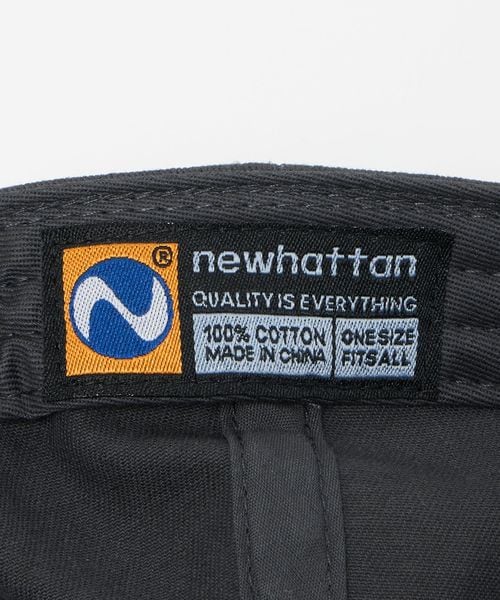 ®
newhattan
QUALITY IS EVERYTHING
100% COTTON
MADE IN CHINA
ONE SIZE
FITS ALL